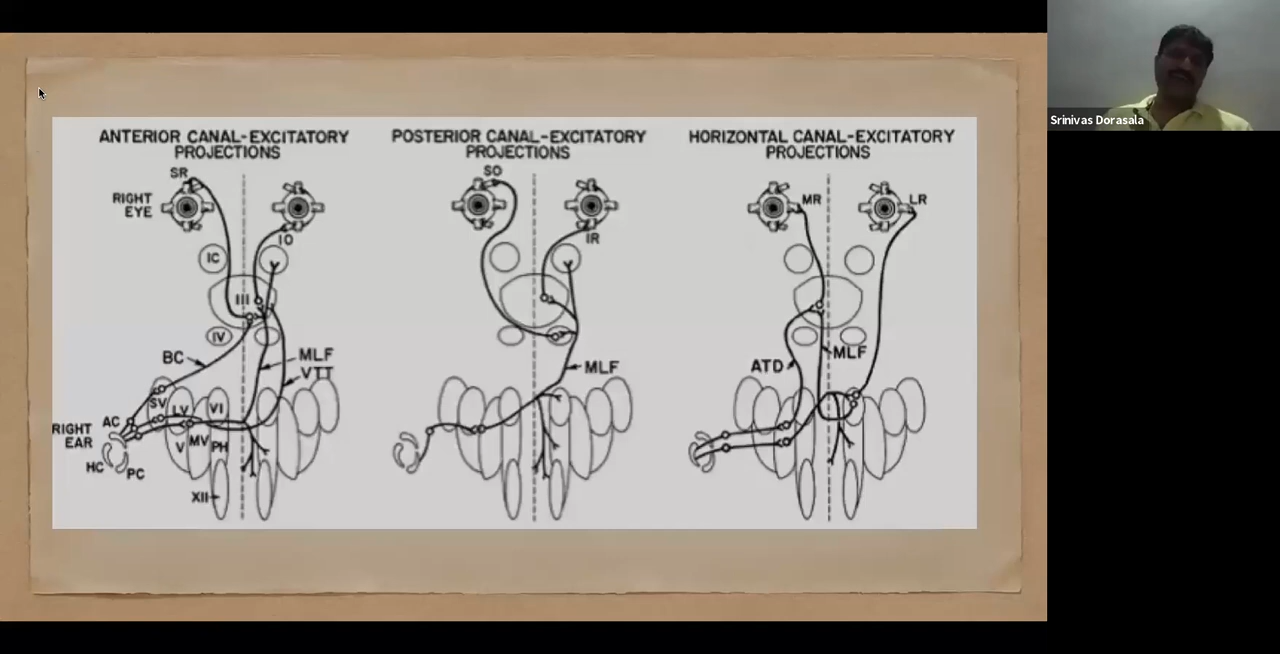 ANTERIOR CANAL-EXCITATORY
PROJECTIONS
SR
RIGHT
EYE
IO
IC
III
IV
BC
MLF
VTT
SV
LV
VI
AC
RIGHT
EAR
V
MV
PH
HC
PC
XII
POSTERIOR CANAL-EXCITATORY
PROJECTIONS
SO
IR
MLF
HORIZONTAL CANAL-EXCITATORY
PROJECTIONS
MR
LR
ATD
MLF
Srinivas Dorasala